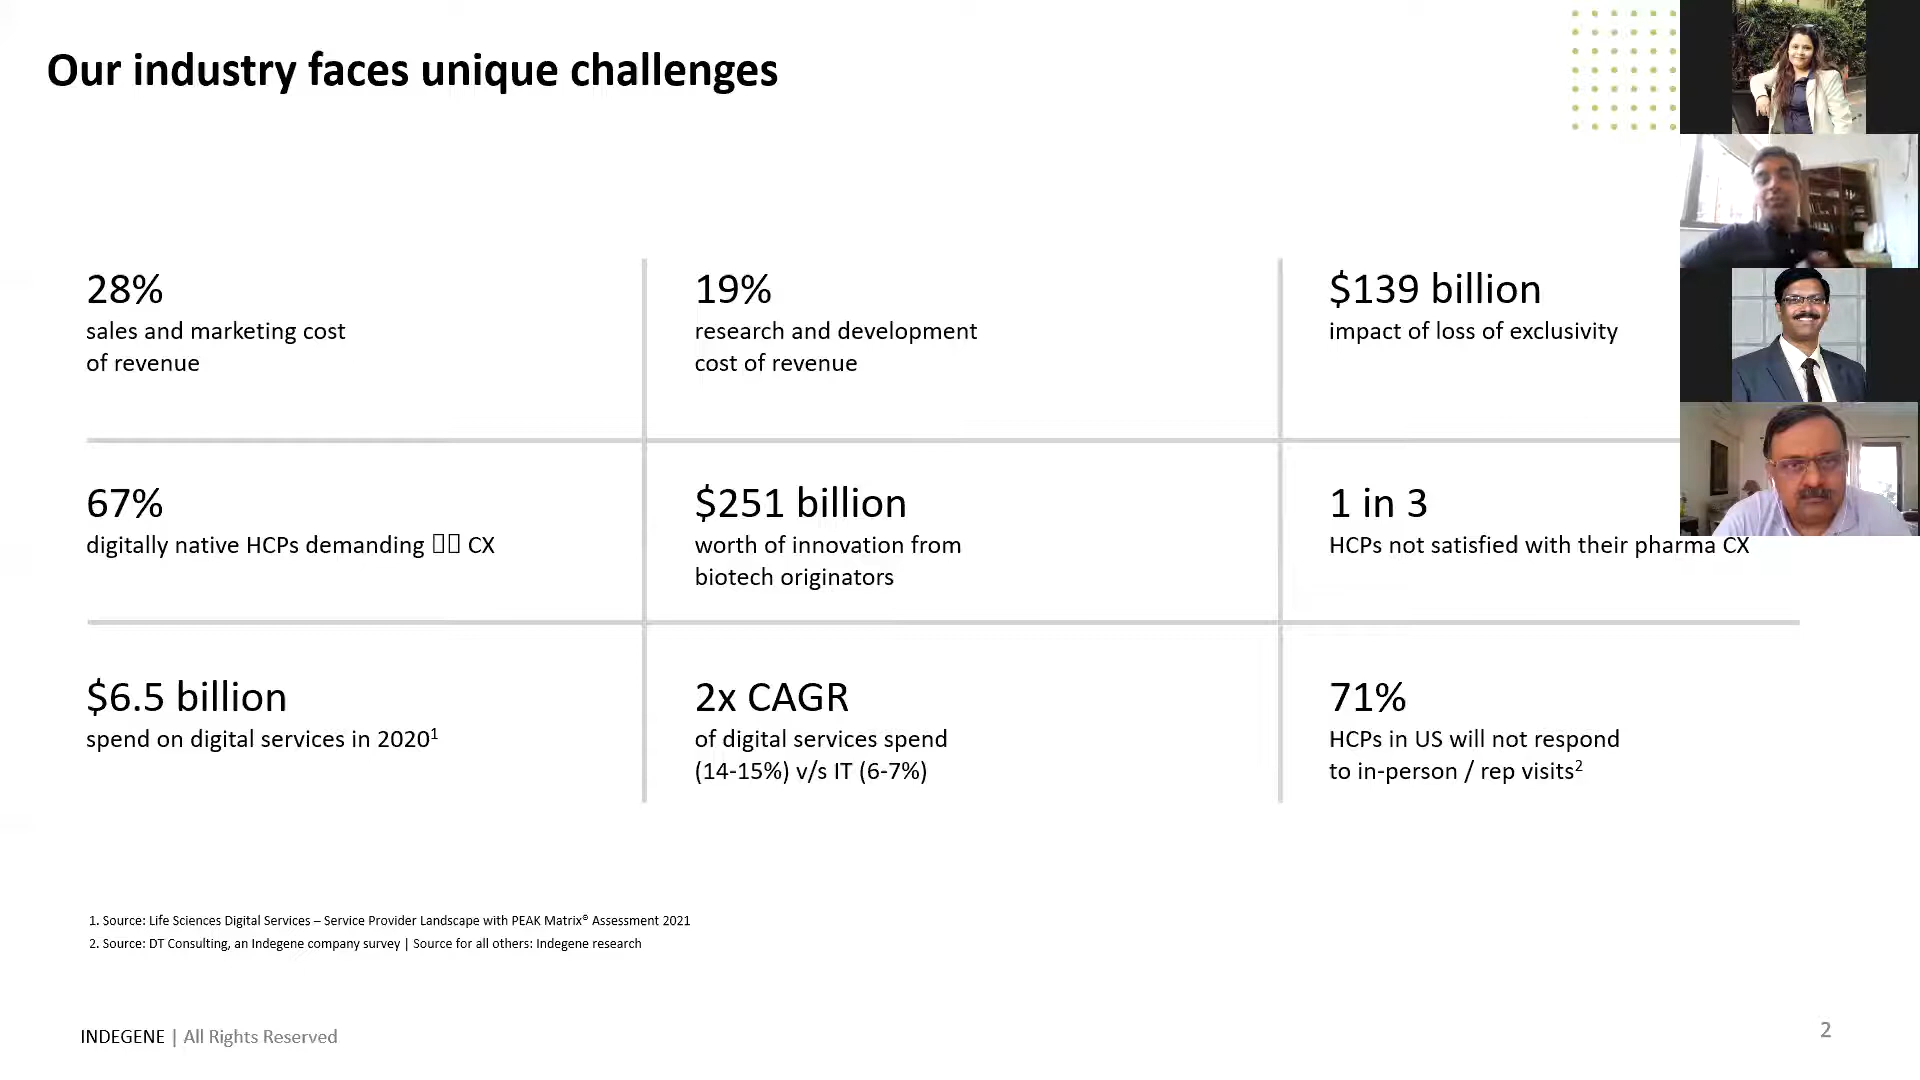 Our industry faces unique challenges
28%
sales and marketing cost
of revenue
19%
research and development
cost of revenue
$139 billion
impact of loss of exclusivity
67%
digitally native HCPs demanding CX
$251 billion
worth of innovation from
biotech originators
1 in 3
HCPs not satisfied with their pharma CX
$6.5 billion
spend on digital services in 2020¹
2x CAGR
of digital services spend
(14-15%) v/s IT (6-7%)
71%
HCPs in US will not respond
to in-person / rep visits²
1. Source: Life Sciences Digital Services – Service Provider Landscape with PEAK Matrix® Assessment 2021
2. Source: DT Consulting, an Indegene company survey | Source for all others: Indegene research
INDEGENE | All Rights Reserved
2